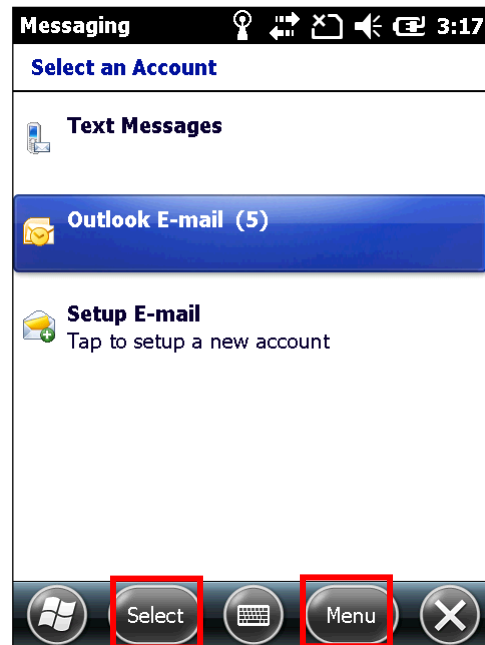 Messaging 3:17
Select an Account
Text Messages
Outlook E-mail (5)
Setup E-mail
Tap to setup a new account
Select Menu